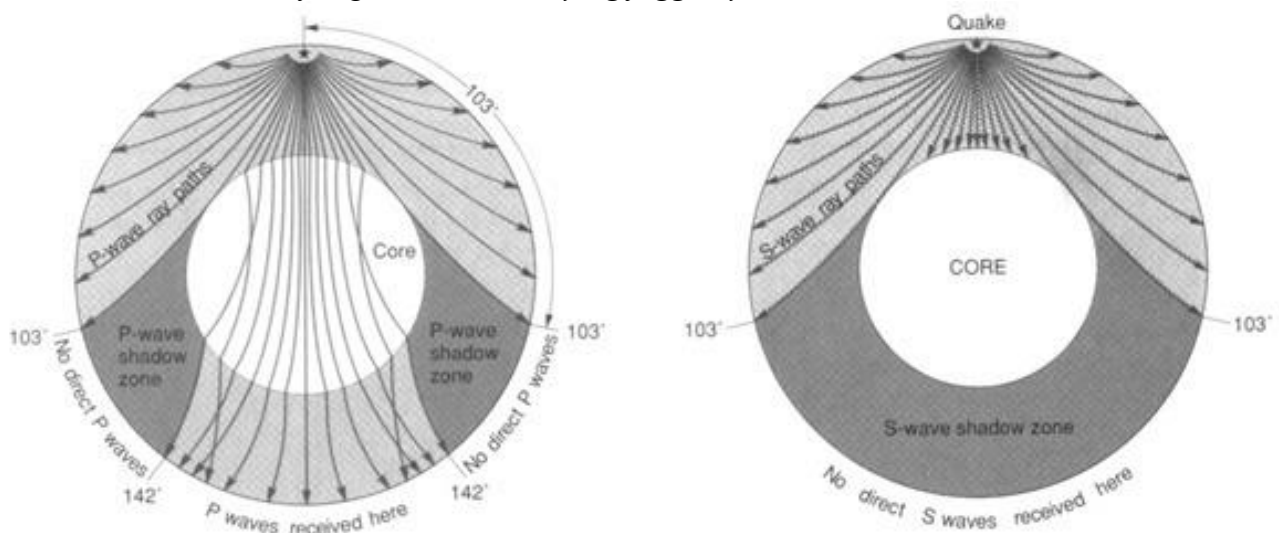 103'
P-wave ray paths
Core
103'
103'
P-wave
shadow
zone
P-wave
shadow
zone
No direct P waves
No direct P waves
142'
142'
P waves received here
Quake
S-wave ray paths
CORE
103'
103'
S-wave shadow zone
No direct S waves received here